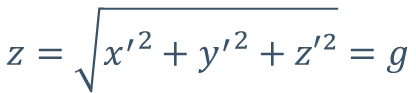 z = √(x′² + y′² + z′²) = g